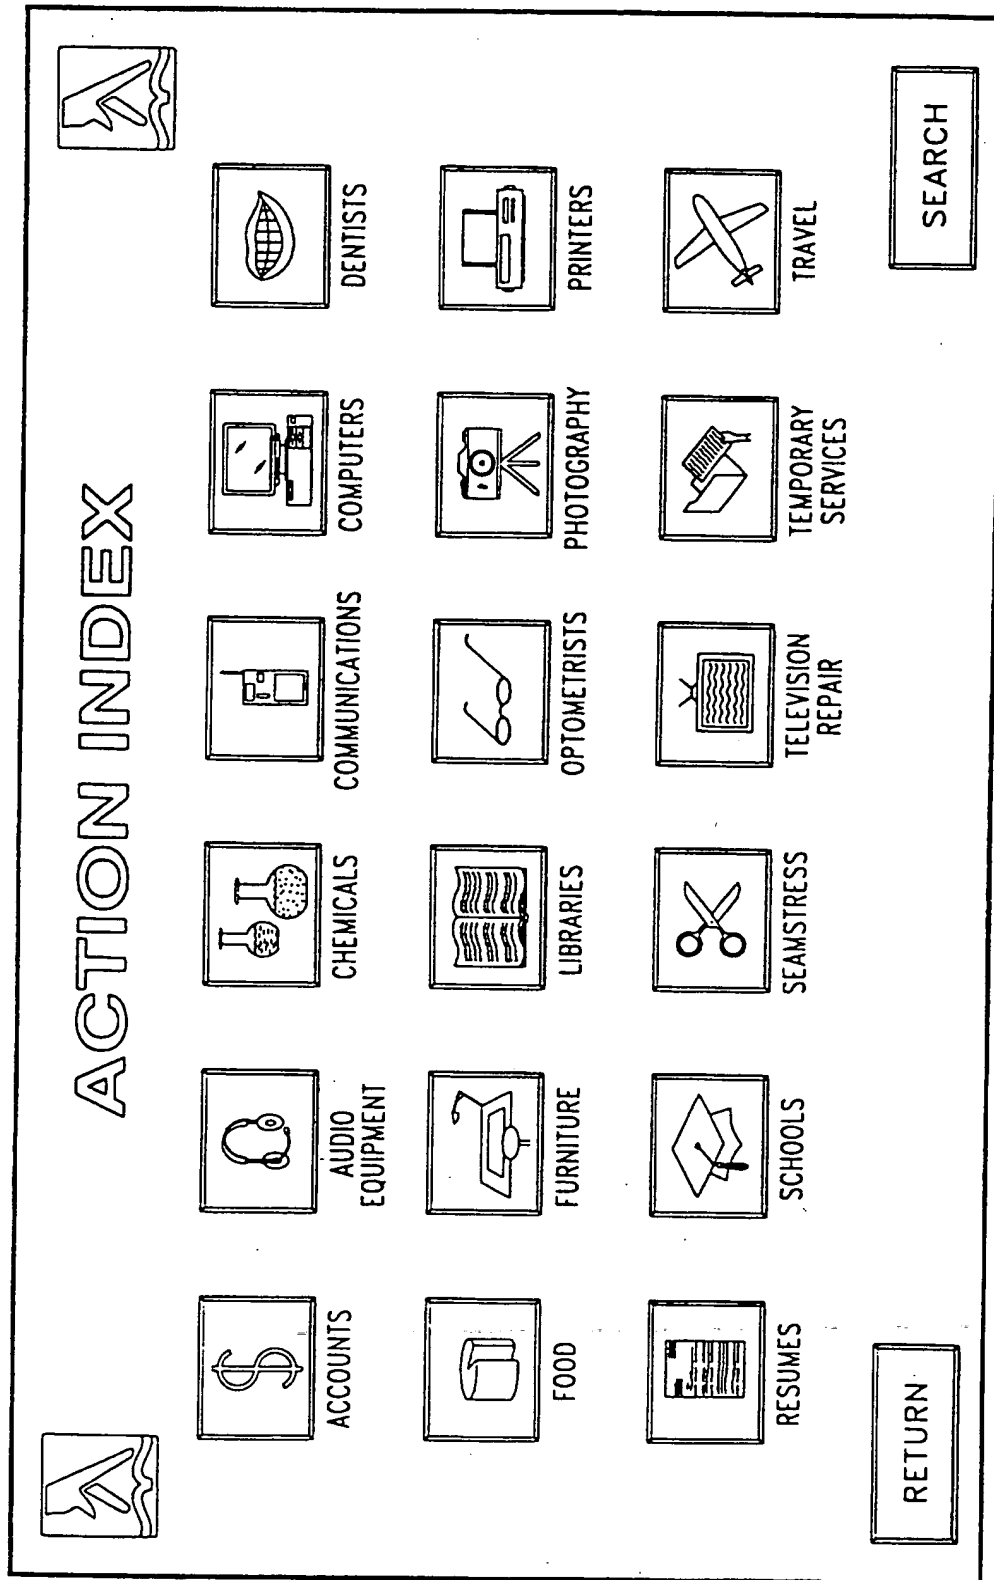 ACTION INDEX
ACCOUNTS
AUDIO
EQUIPMENT
CHEMICALS
COMMUNICATIONS
COMPUTERS
DENTISTS
FOOD
FURNITURE
LIBRARIES
OPTOMETRISTS
PHOTOGRAPHY
PRINTERS
RESUMES
SCHOOLS
SEAMSTRESS
TELEVISION
REPAIR
TEMPORARY
SERVICES
TRAVEL
RETURN
SEARCH